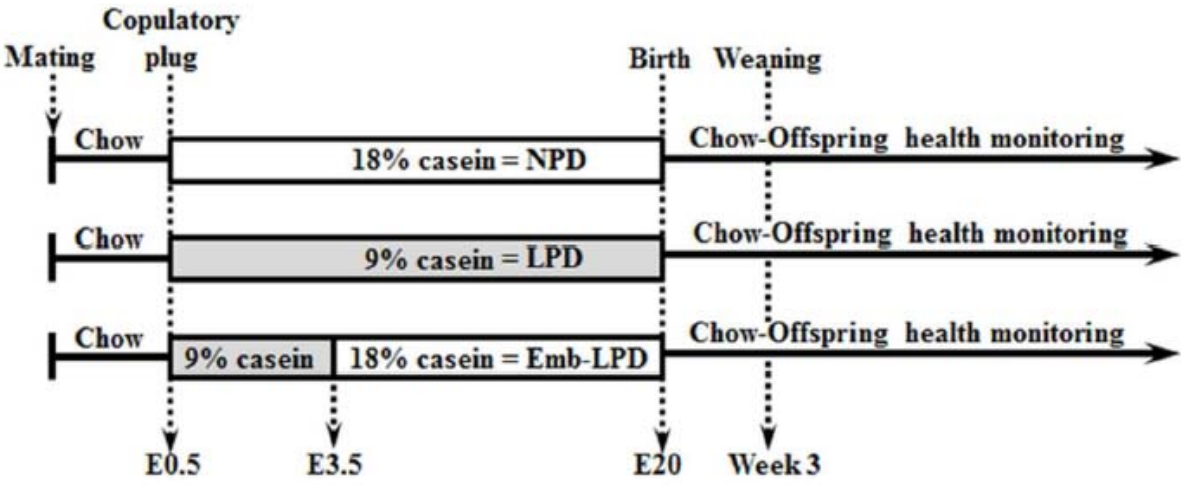 Copulatory
Mating plug Birth Weaning
Chow Chow-Offspring health monitoring
18% casein = NPD
Chow Chow-Offspring health monitoring
9% casein = LPD
Chow Chow-Offspring health monitoring
9% casein 18% casein = Emb-LPD
E0.5 E3.5 E20 Week 3